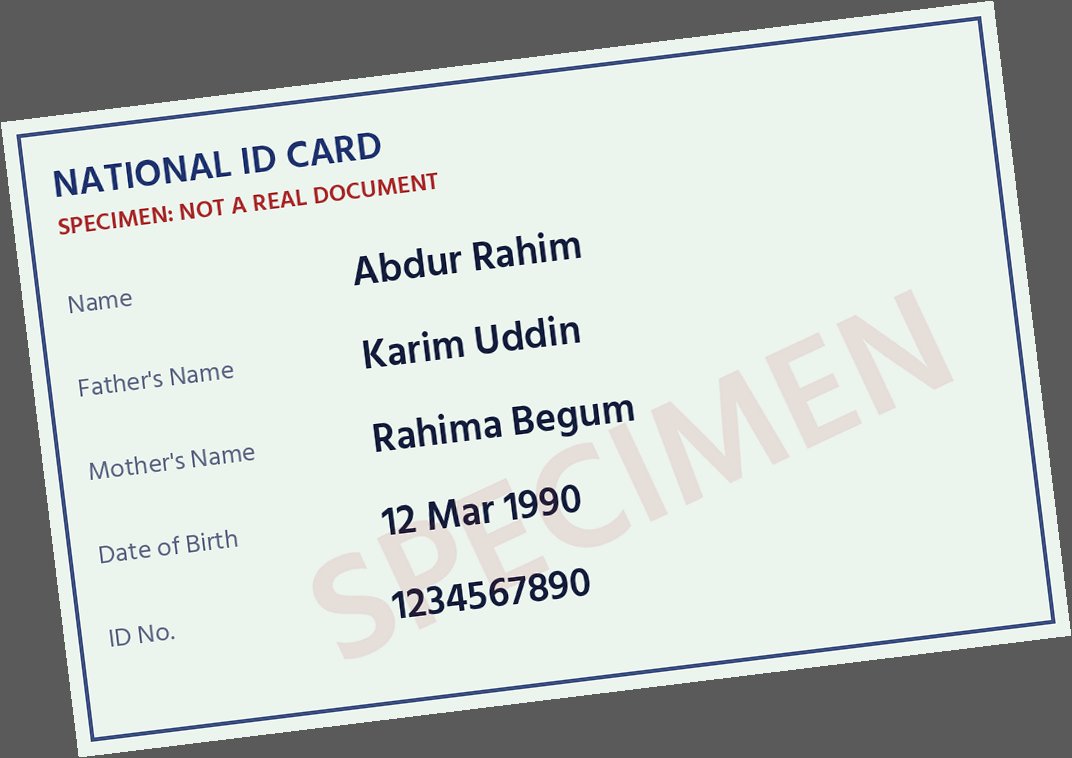 NATIONAL ID CARD
SPECIMEN: NOT A REAL DOCUMENT
Name Abdur Rahim
Father's Name Karim Uddin
Mother's Name Rahima Begum
Date of Birth 12 Mar 1990
ID No. 1234567890
SPECIMEN